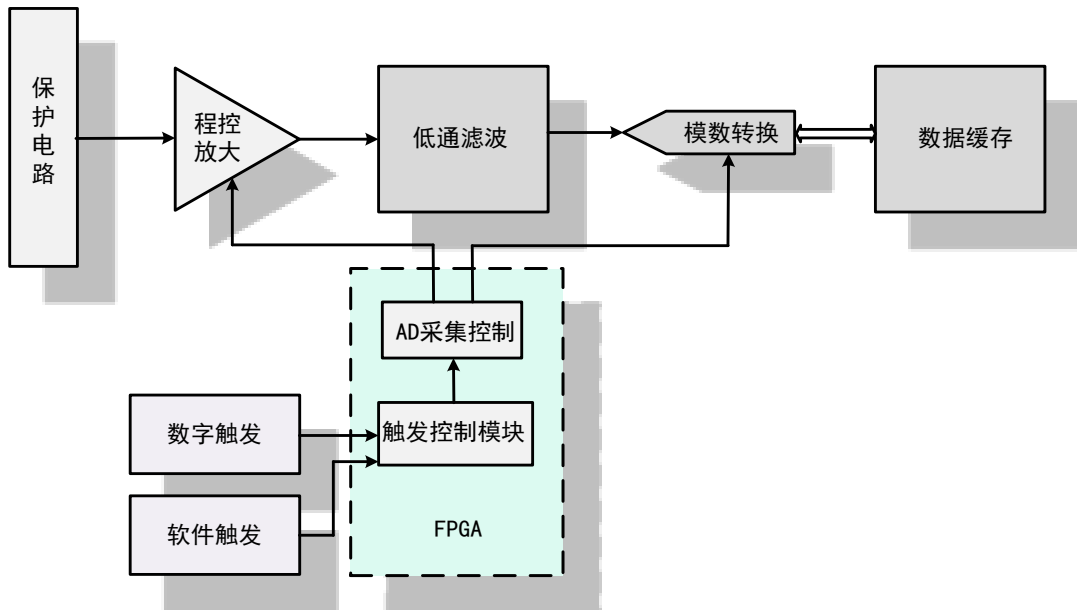 保护电路
程控
放大
低通滤波
模数转换
数据缓存
AD采集控制
触发控制模块
数字触发
软件触发
FPGA